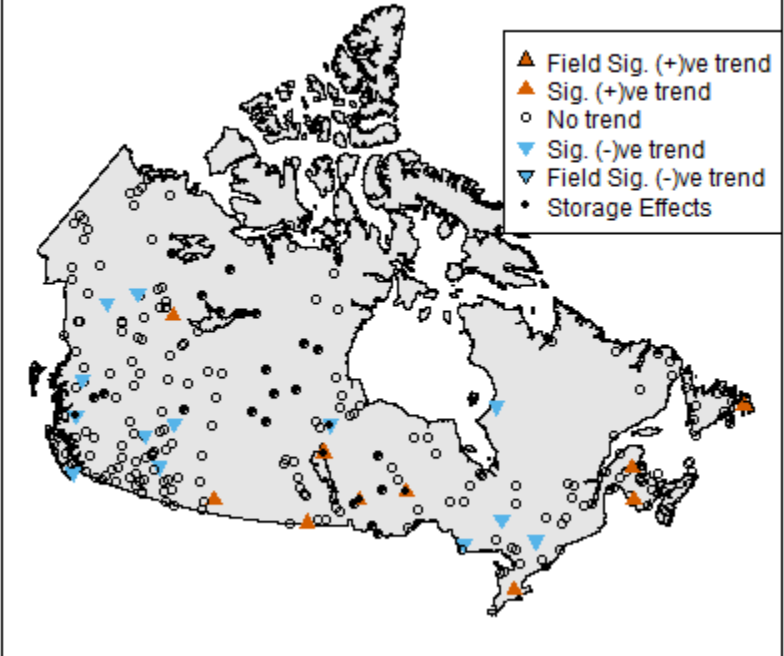 Field Sig. (+)ve trend
Sig. (+)ve trend
No trend
Sig. (-)ve trend
Field Sig. (-)ve trend
Storage Effects